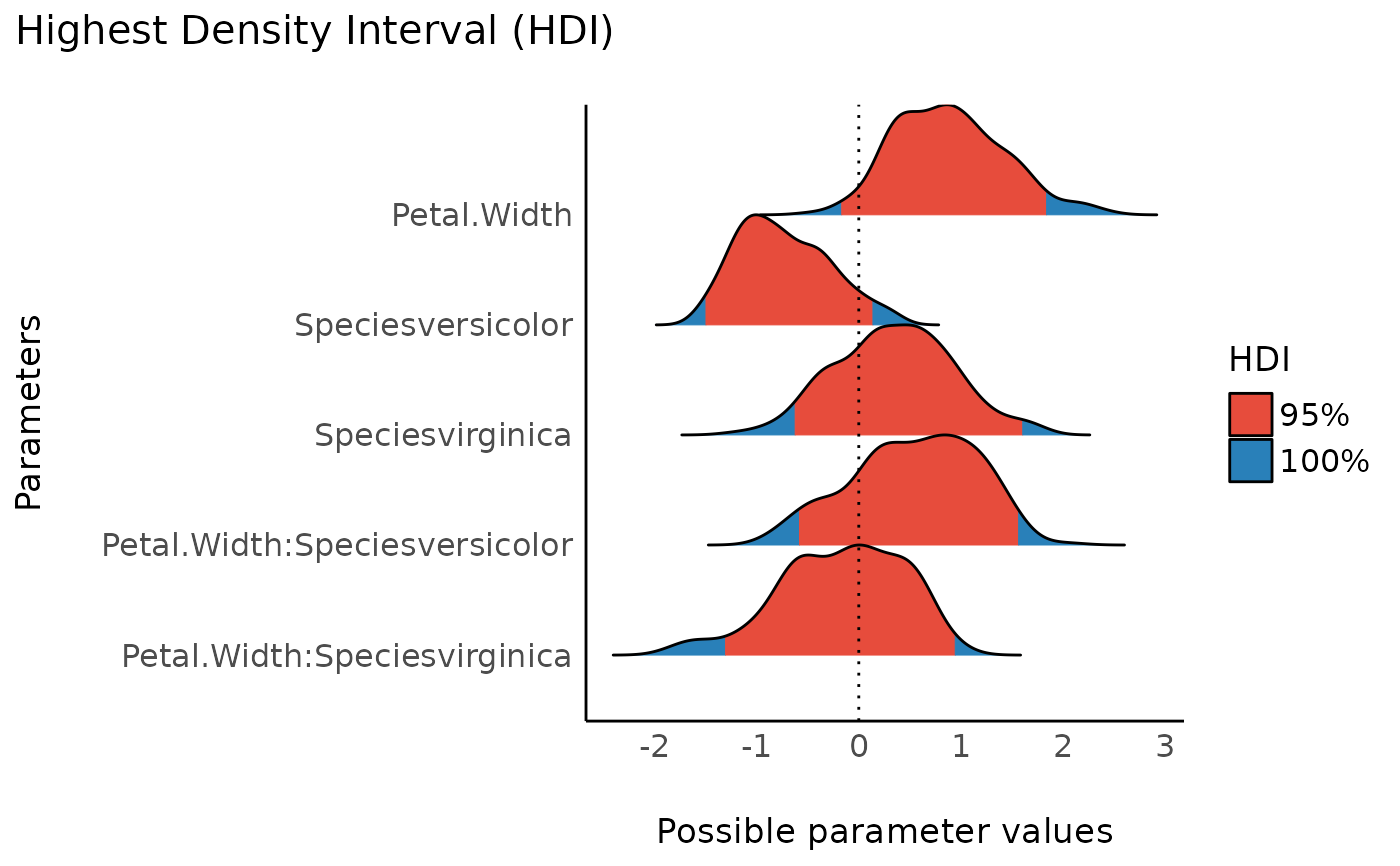 Highest Density Interval (HDI)
Parameters
Petal.Width
Speciesversicolor
Speciesvirginica
Petal.Width:Speciesversicolor
Petal.Width:Speciesvirginica
-2 -1 0 1 2 3
Possible parameter values
HDI
95%
100%